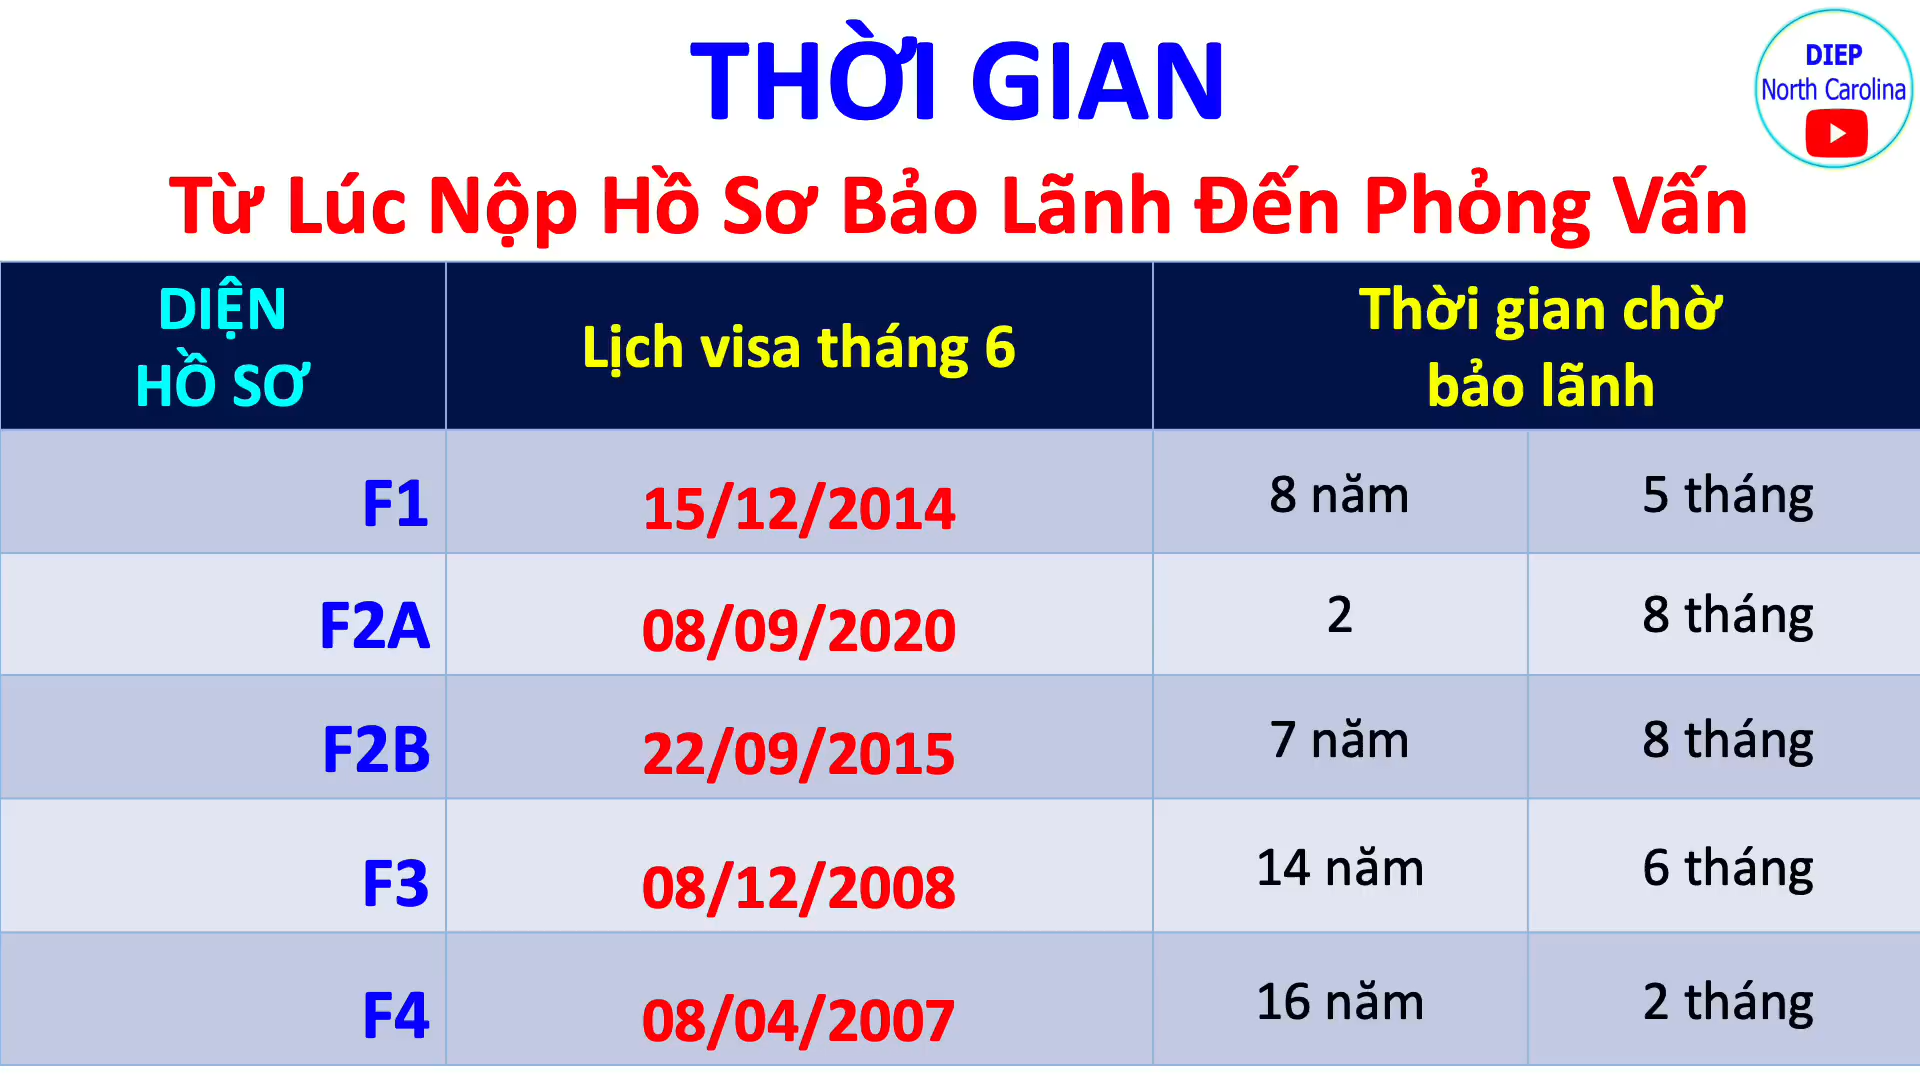 THỜI GIAN
DIEP
North Carolina
Từ Lúc Nộp Hồ Sơ Bảo Lãnh Đến Phỏng Vấn
DIỆN
HỒ SƠ
Lịch visa tháng 6
Thời gian chờ
bảo lãnh
F1 15/12/2014 8 năm 5 tháng
F2A 08/09/2020 2 8 tháng
F2B 22/09/2015 7 năm 8 tháng
F3 08/12/2008 14 năm 6 tháng
F4 08/04/2007 16 năm 2 tháng